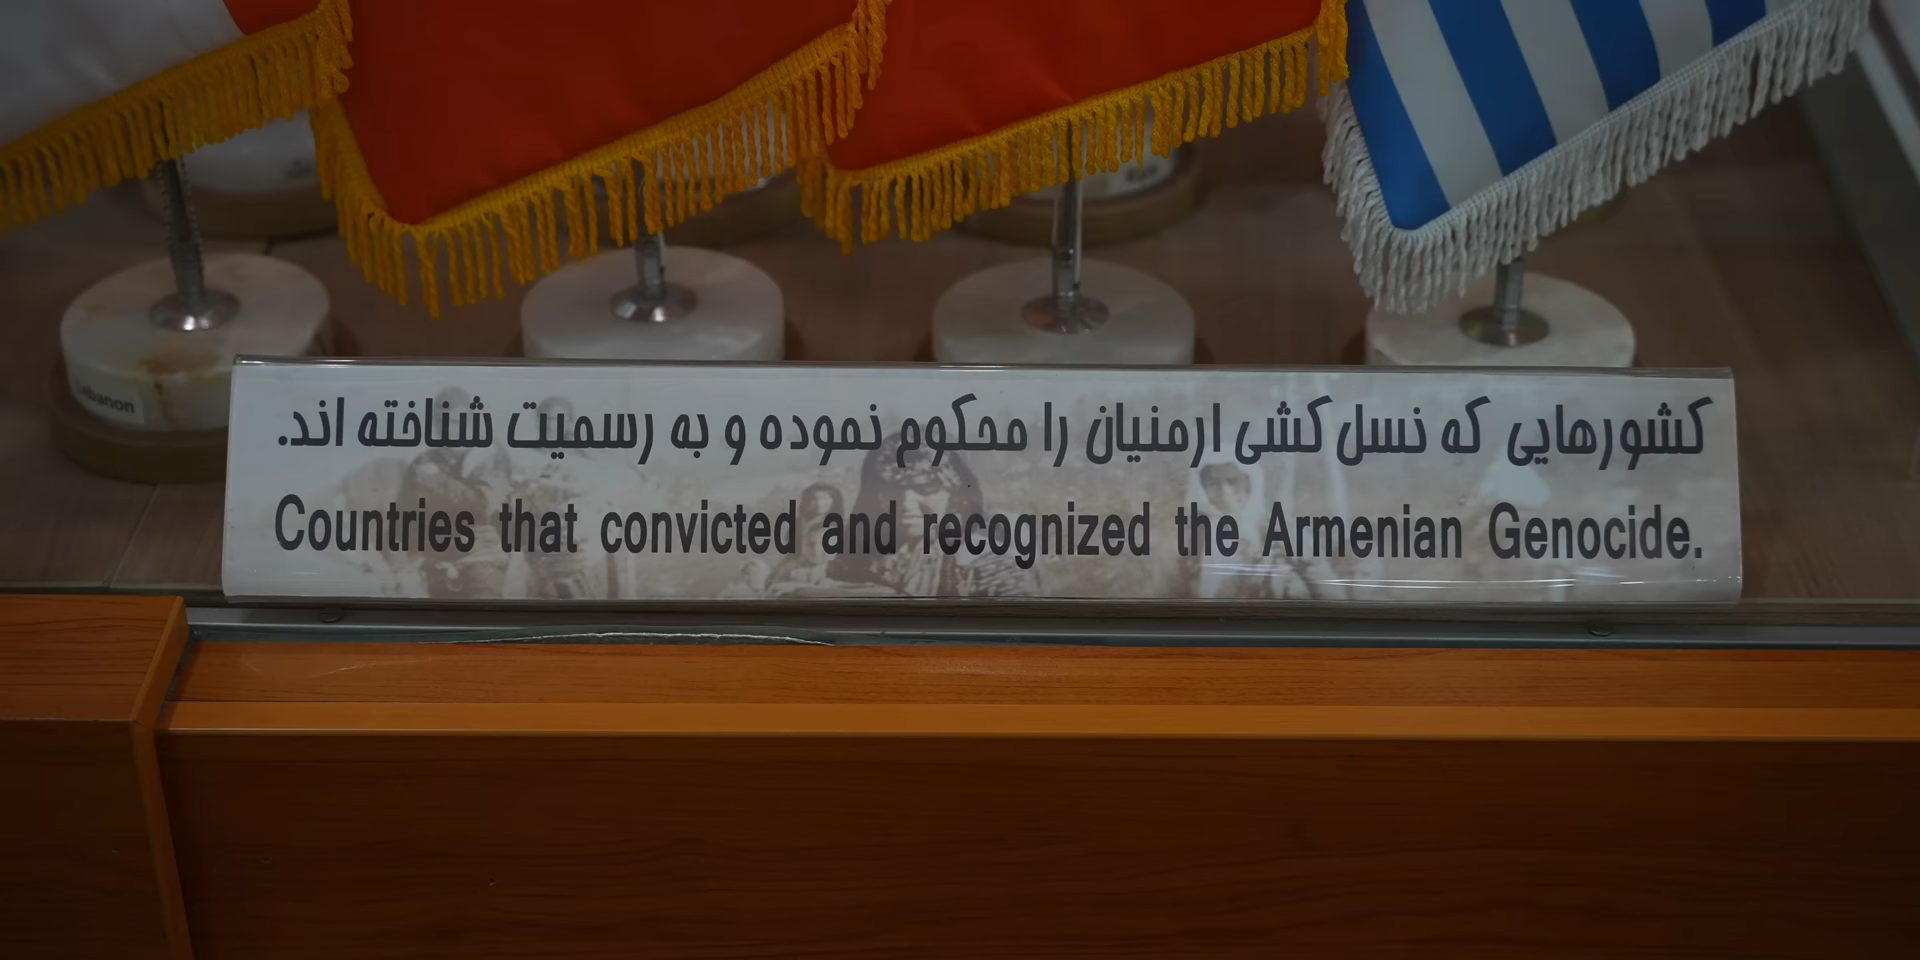 کشورهایی که نسل کشی ارمنیان را محکوم نموده و به رسمیت شناخته اند.
Countries that convicted and recognized the Armenian Genocide.
Lebanon